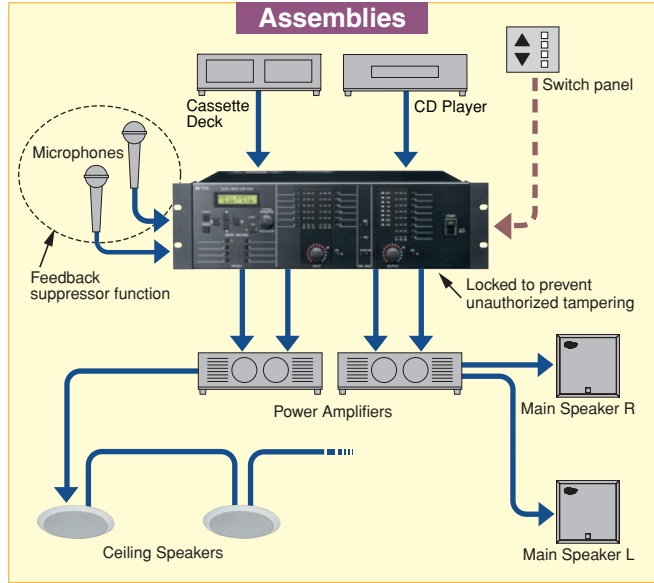 Assemblies
Cassette
Deck
CD Player
Switch panel
Microphones
TOA
Feedback
suppressor function
Locked to prevent
unauthorized tampering
Power Amplifiers
Main Speaker R
Ceiling Speakers
Main Speaker L